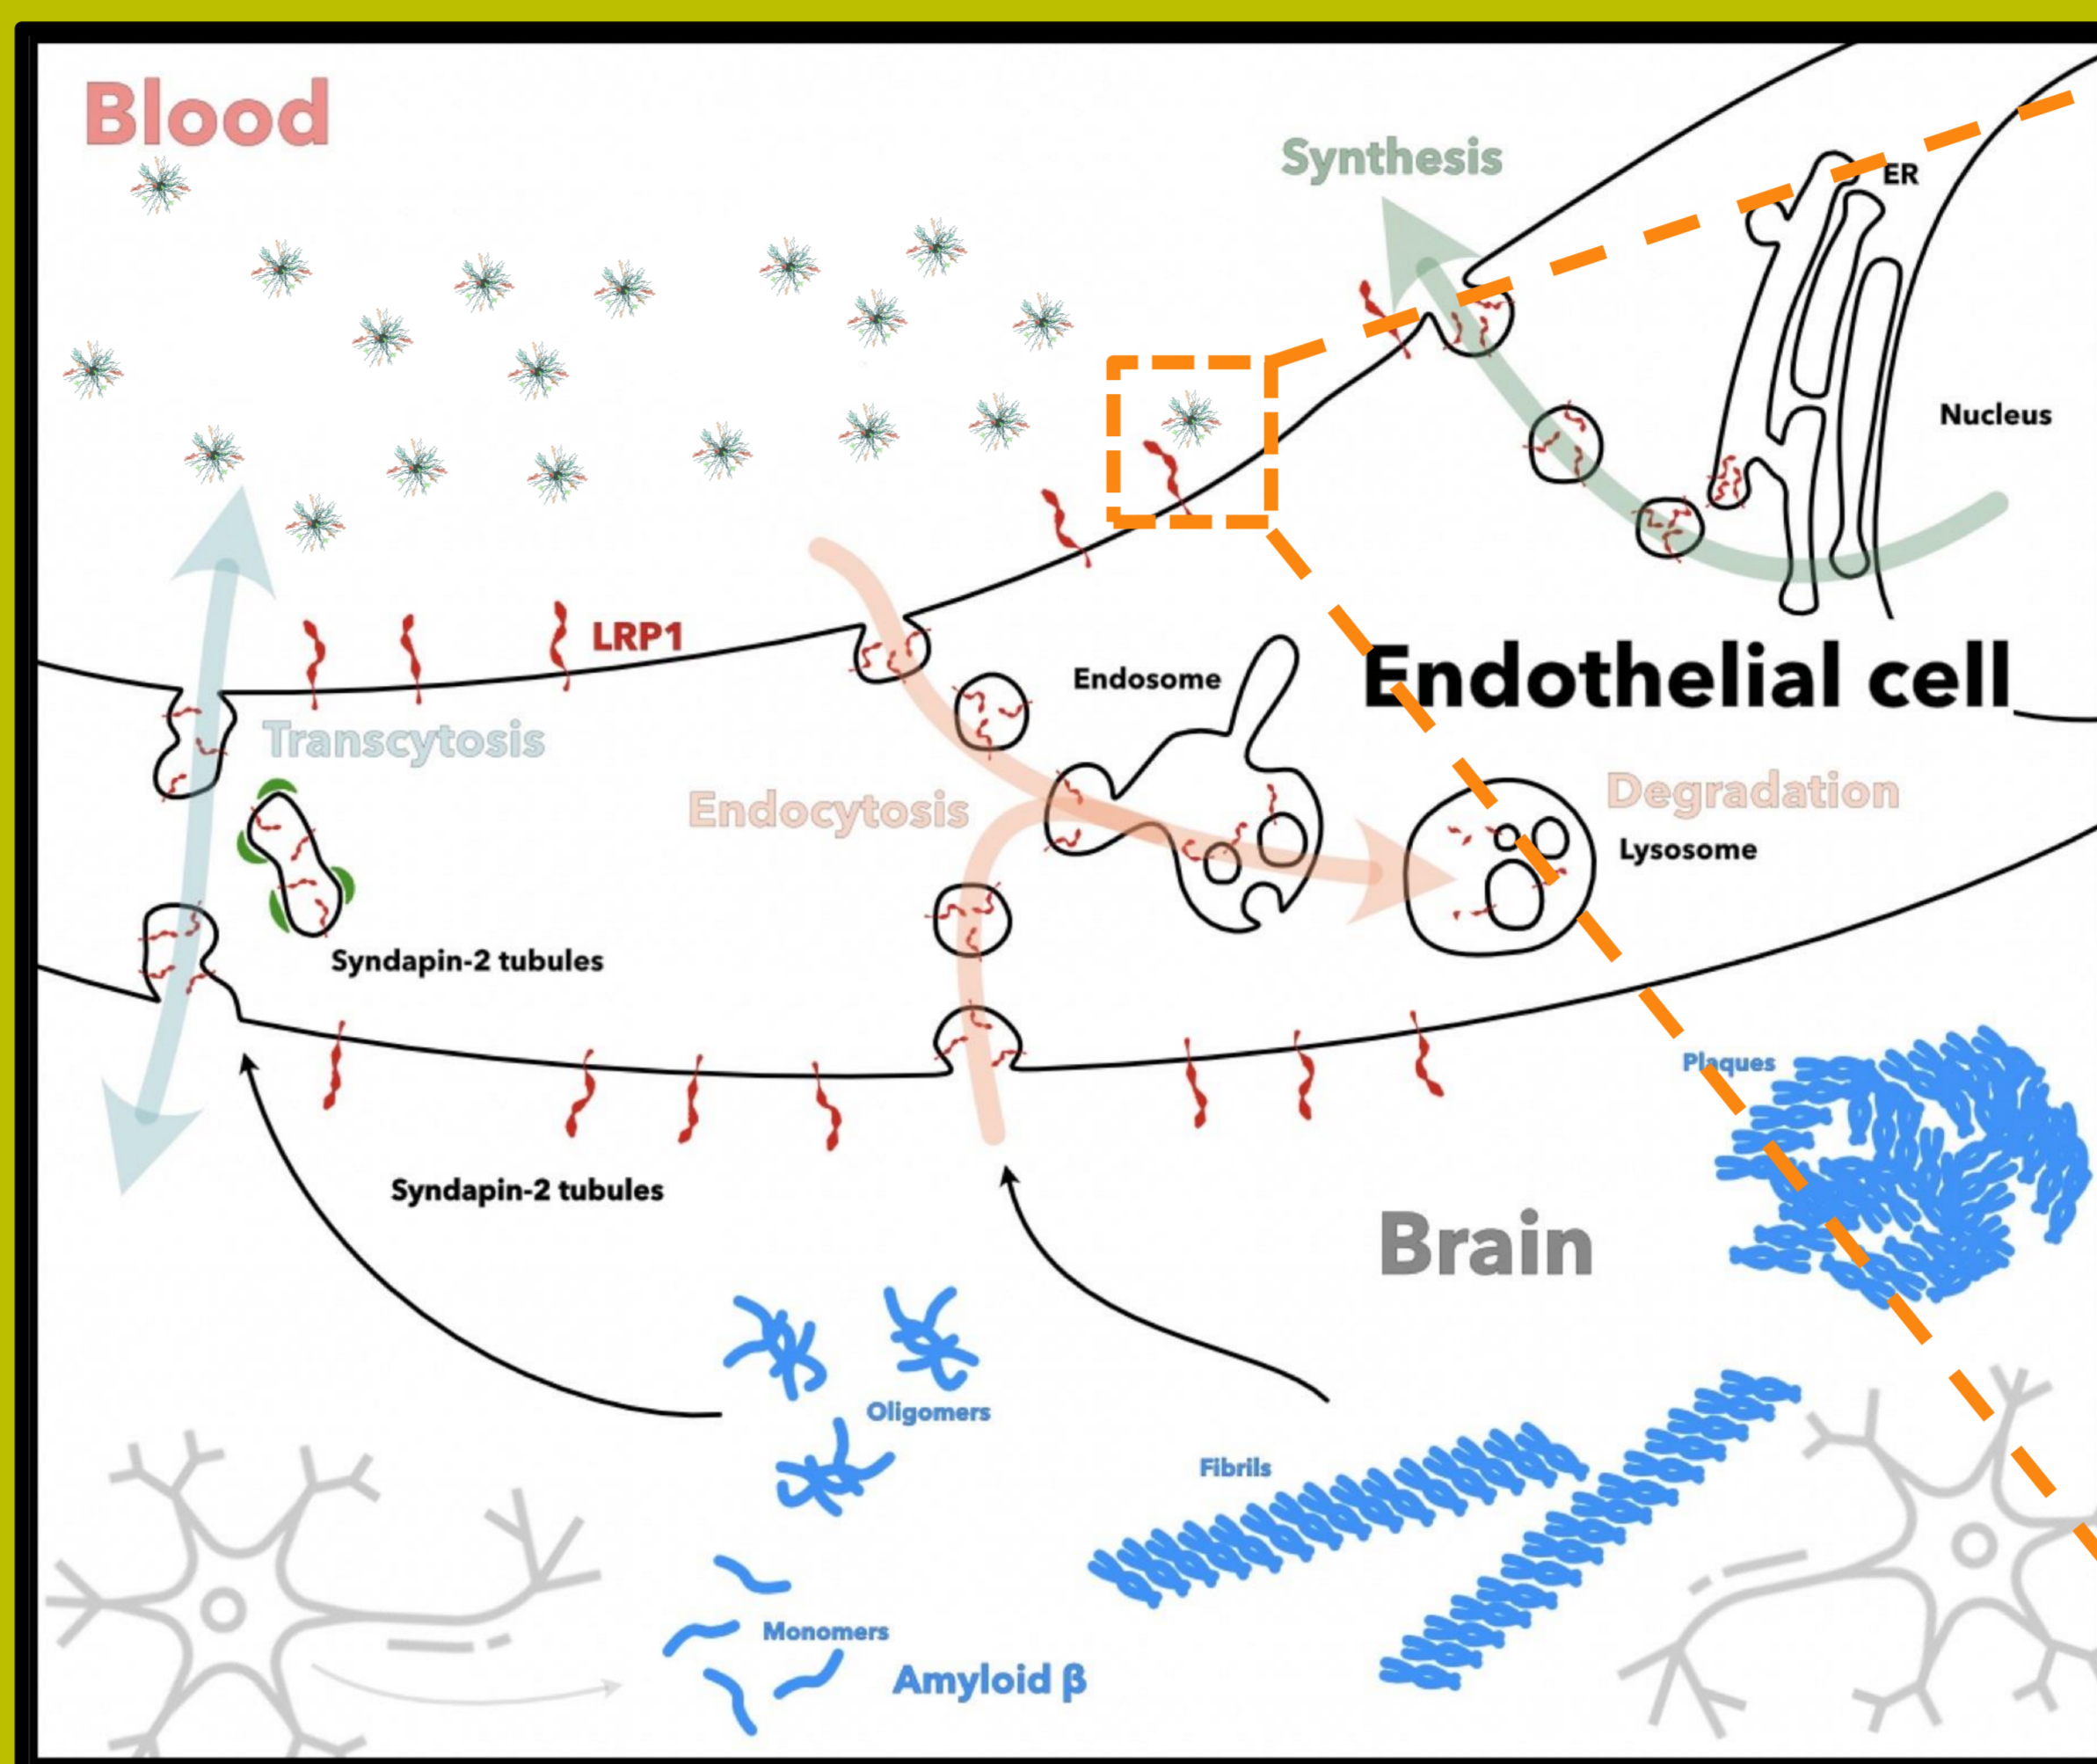 Blood
Synthesis
ER
Nucleus
LRP1
Endosome
Endothelial cell
Transcytosis
Endocytosis
Degradation
Lysosome
Syndapin-2 tubules
Plaques
Syndapin-2 tubules
Brain
Oligomers
Fibrils
Monomers
Amyloid β